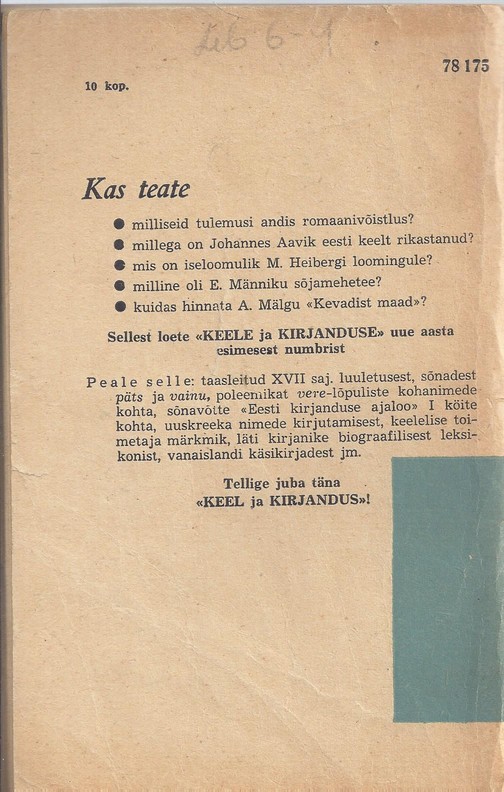 78 175
10 kop.
Kas teate
● milliseid tulemusi andis romaanivõistlus?
● millega on Johannes Aavik eesti keelt rikastanud?
● mis on iseloomulik M. Heibergi loomingule?
● milline oli E. Männiku sõjamehetee?
● kuidas hinnata A. Mälgu «Kevadist maad»?
Sellest loete «KEELE ja KIRJANDUSE» uue aasta
esimesest numbrist
Peale selle: taasleitud XVII saj. luuletusest, sõnadest
päts ja vainu, poleemikat vere-lõpuliste kohanimede
kohta, sõnavõtte «Eesti kirjanduse ajaloo» I köite
kohta, uuskreeka nimede kirjutamisest, keelelise toi-
metaja märkmik, läti kirjanike biograafilisest leksi-
konist, vanaislandi käsikirjadest jm.
Tellige juba täna
«KEEL ja KIRJANDUS»!